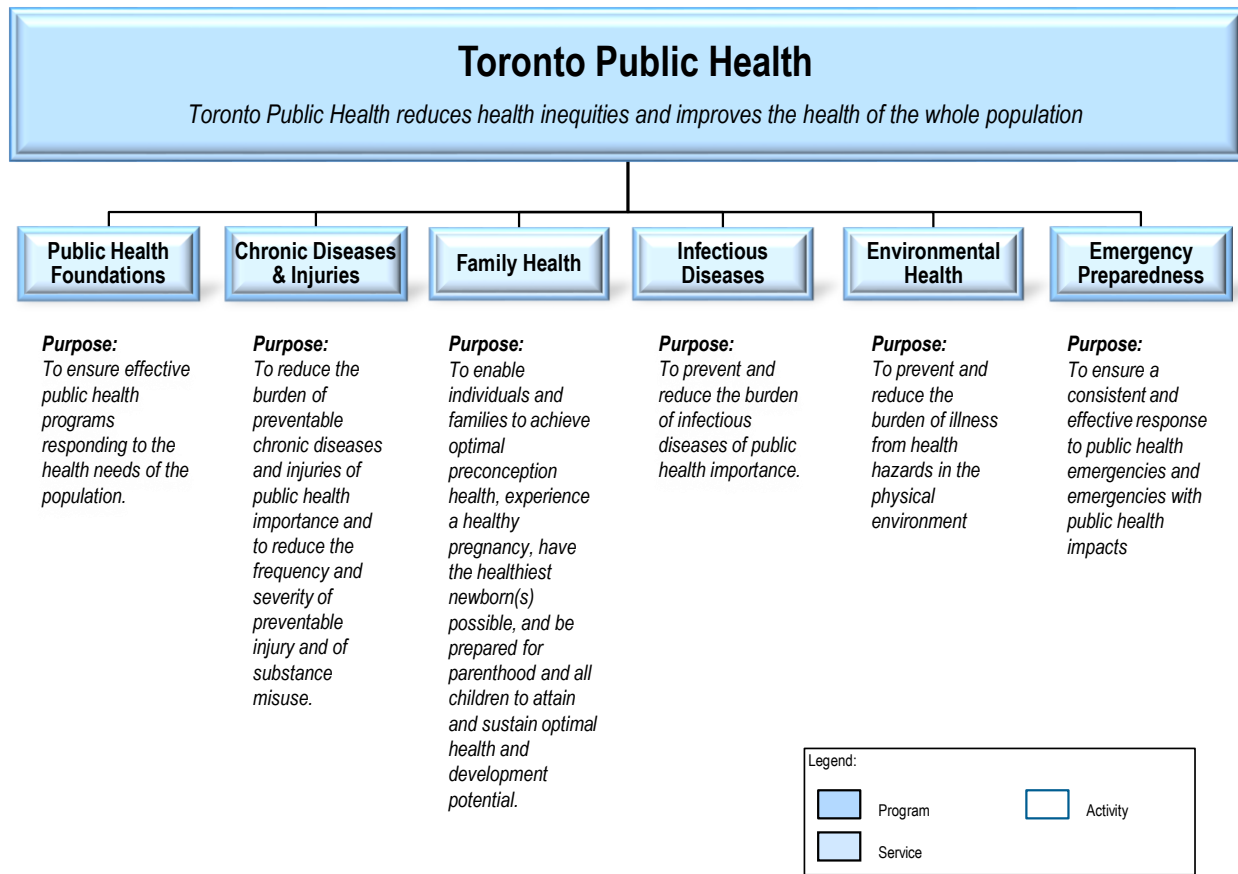 Toronto Public Health
Toronto Public Health reduces health inequities and improves the health of the whole population
Public Health
Foundations
Chronic Diseases
& Injuries
Family Health
Infectious
Diseases
Environmental
Health
Emergency
Preparedness
Purpose:
To ensure effective
public health
programs
responding to the
health needs of the
population.
Purpose:
To reduce the
burden of
preventable
chronic diseases
and injuries of
public health
importance and
to reduce the
frequency and
severity of
preventable
injury and of
substance
misuse.
Purpose:
To enable
individuals and
families to achieve
optimal
preconception
health, experience
a healthy
pregnancy, have
the healthiest
newborn(s)
possible, and be
prepared for
parenthood and all
children to attain
and sustain optimal
health and
development
potential.
Purpose:
To prevent and
reduce the burden
of infectious
diseases of public
health importance.
Purpose:
To prevent and
reduce the
burden of illness
from health
hazards in the
physical
environment
Purpose:
To ensure a
consistent and
effective response
to public health
emergencies and
emergencies with
public health
impacts
Legend:
Program
Activity
Service